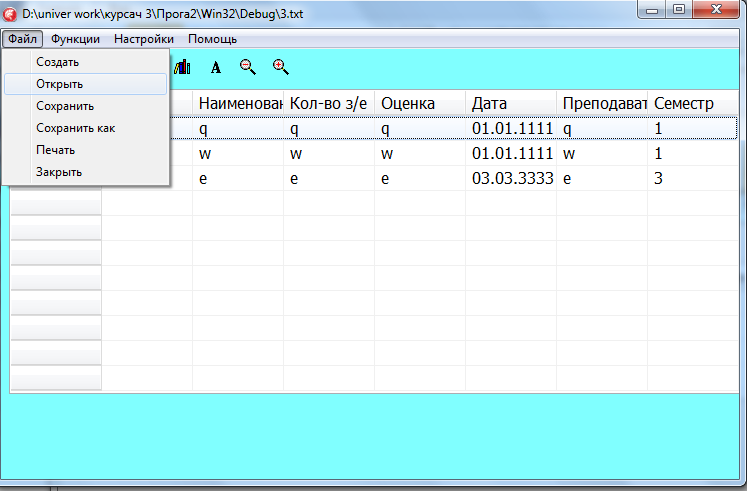 D:\univer work\курсач 3\Прога2\Win32\Debug\3.txt
Файл Функции Настройки Помощь
Создать
Открыть
Сохранить
Сохранить как
Печать
Закрыть
A
Наименован Кол-во з/е Оценка Дата Преподават Семестр
q q q 01.01.1111 q 1
w w w 01.01.1111 w 1
e e e 03.03.3333 e 3